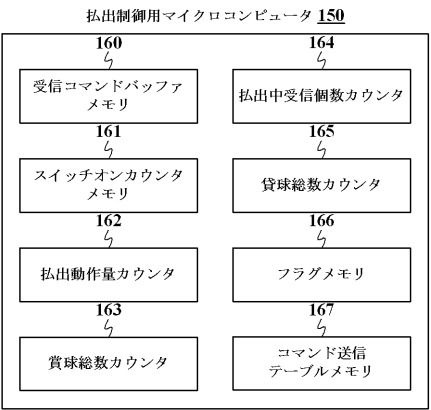 払出制御用マイクロコンピュータ 150
160
受信コマンドバッファ
メモリ
161
スイッチオンカウンタ
メモリ
162
払出動作量カウンタ
163
賞球総数カウンタ
164
払出中受信個数カウンタ
165
貸球総数カウンタ
166
フラグメモリ
167
コマンド送信
テーブルメモリ